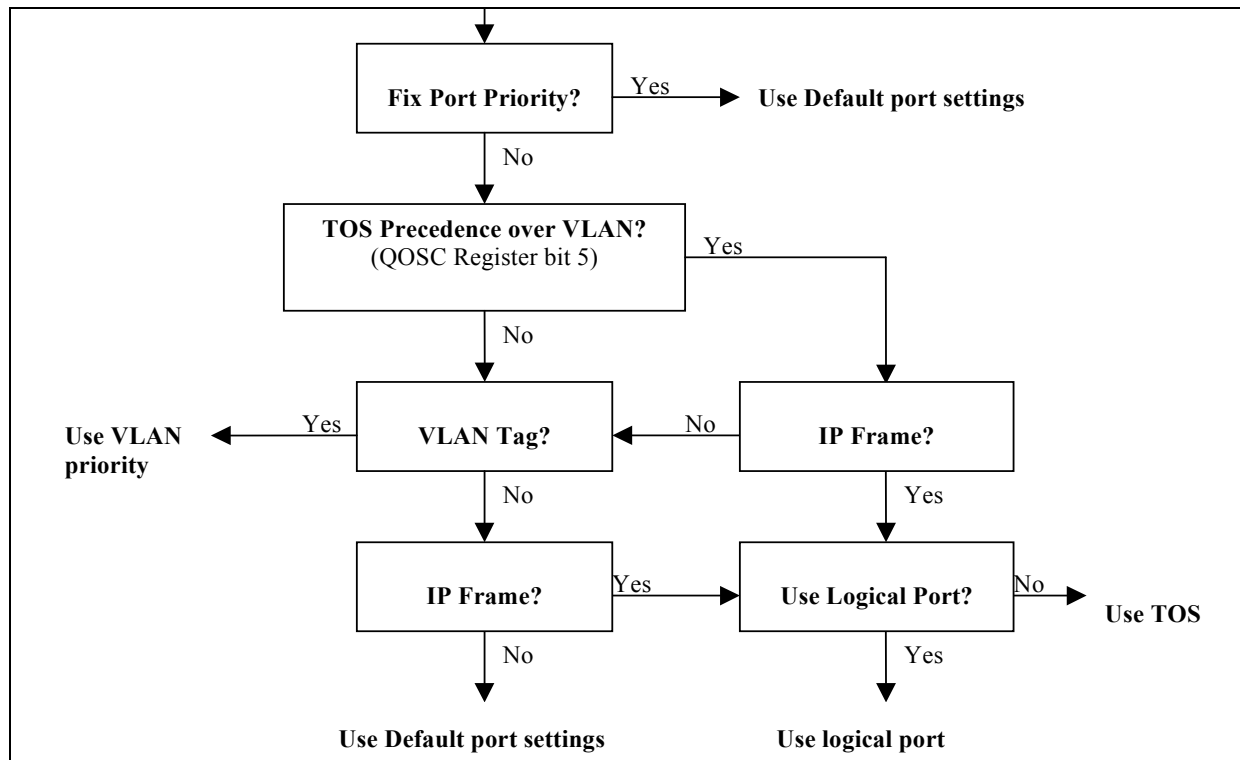 Fix Port Priority?
Yes
Use Default port settings
No
TOS Precedence over VLAN?
(QOSC Register bit 5)
Yes
No
Use VLAN
priority
Yes
VLAN Tag?
No
IP Frame?
No
Yes
IP Frame?
Yes
Use Logical Port?
No
Use TOS
No
Yes
Use Default port settings
Use logical port